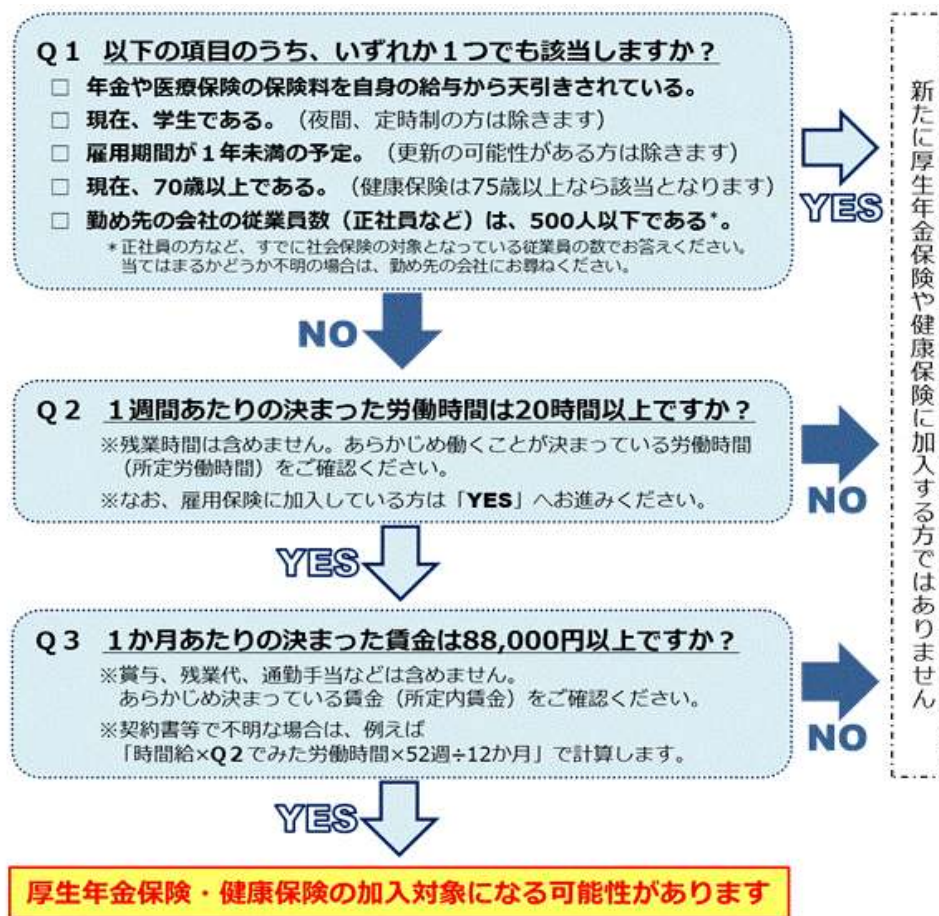 Q1 以下の項目のうち、いずれか１つでも該当しますか？
□ 年金や医療保険の保険料を自身の給与から天引きされている。
□ 現在、学生である。（夜間、定時制の方は除きます）
□ 雇用期間が１年未満の予定。（更新の可能性がある方は除きます）
□ 現在、70歳以上である。（健康保険は75歳以上なら該当となります）
□ 勤め先の会社の従業員数（正社員など）は、500人以下である*。
*正社員の方など、すでに社会保険の対象となっている従業員の数でお答えください。
当てはまるかどうか不明の場合は、勤め先の会社にお尋ねください。
YES
NO
Q2 １週間あたりの決まった労働時間は20時間以上ですか？
※残業時間は含めません。あらかじめ働くことが決まっている労働時間
（所定労働時間）をご確認ください。
※なお、雇用保険に加入している方は「YES」へお進みください。
NO
YES
Q3 １か月あたりの決まった賃金は88,000円以上ですか？
※賞与、残業代、通勤手当などは含めません。
あらかじめ決まっている賃金（所定内賃金）をご確認ください。
※契約書等で不明な場合は、例えば
「時間給×Q２でみた労働時間×52週÷12か月」で計算します。
NO
YES
新たに厚生年金保険や健康保険に加入する方ではありません
厚生年金保険・健康保険の加入対象になる可能性があります